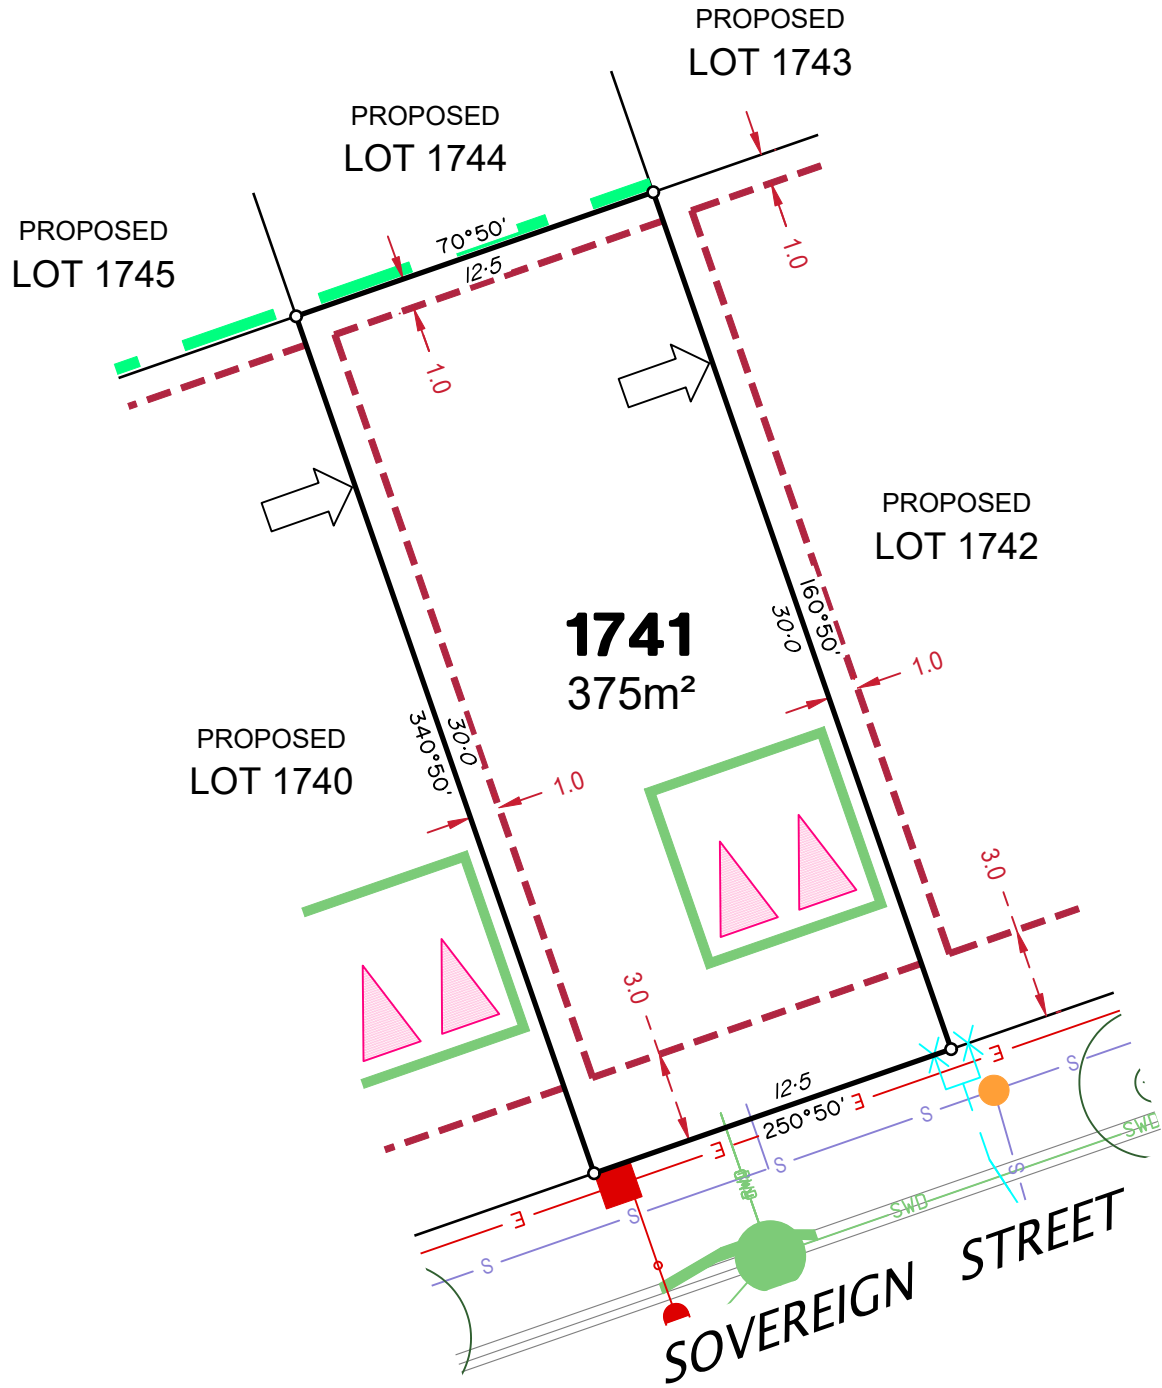 PROPOSED
LOT 1743
PROPOSED
LOT 1744
PROPOSED
LOT 1745
70°50'
12·5
1.0
1.0
PROPOSED
LOT 1742
160°50'
30·0
1741
375m²
1.0
PROPOSED
LOT 1740
340°50'
30·0
1.0
3.0
3.0
12·5
250°50'
E
E
E
E
S
S
S
S
S
S
SWD
SWD
SWD
SOVEREIGN STREET